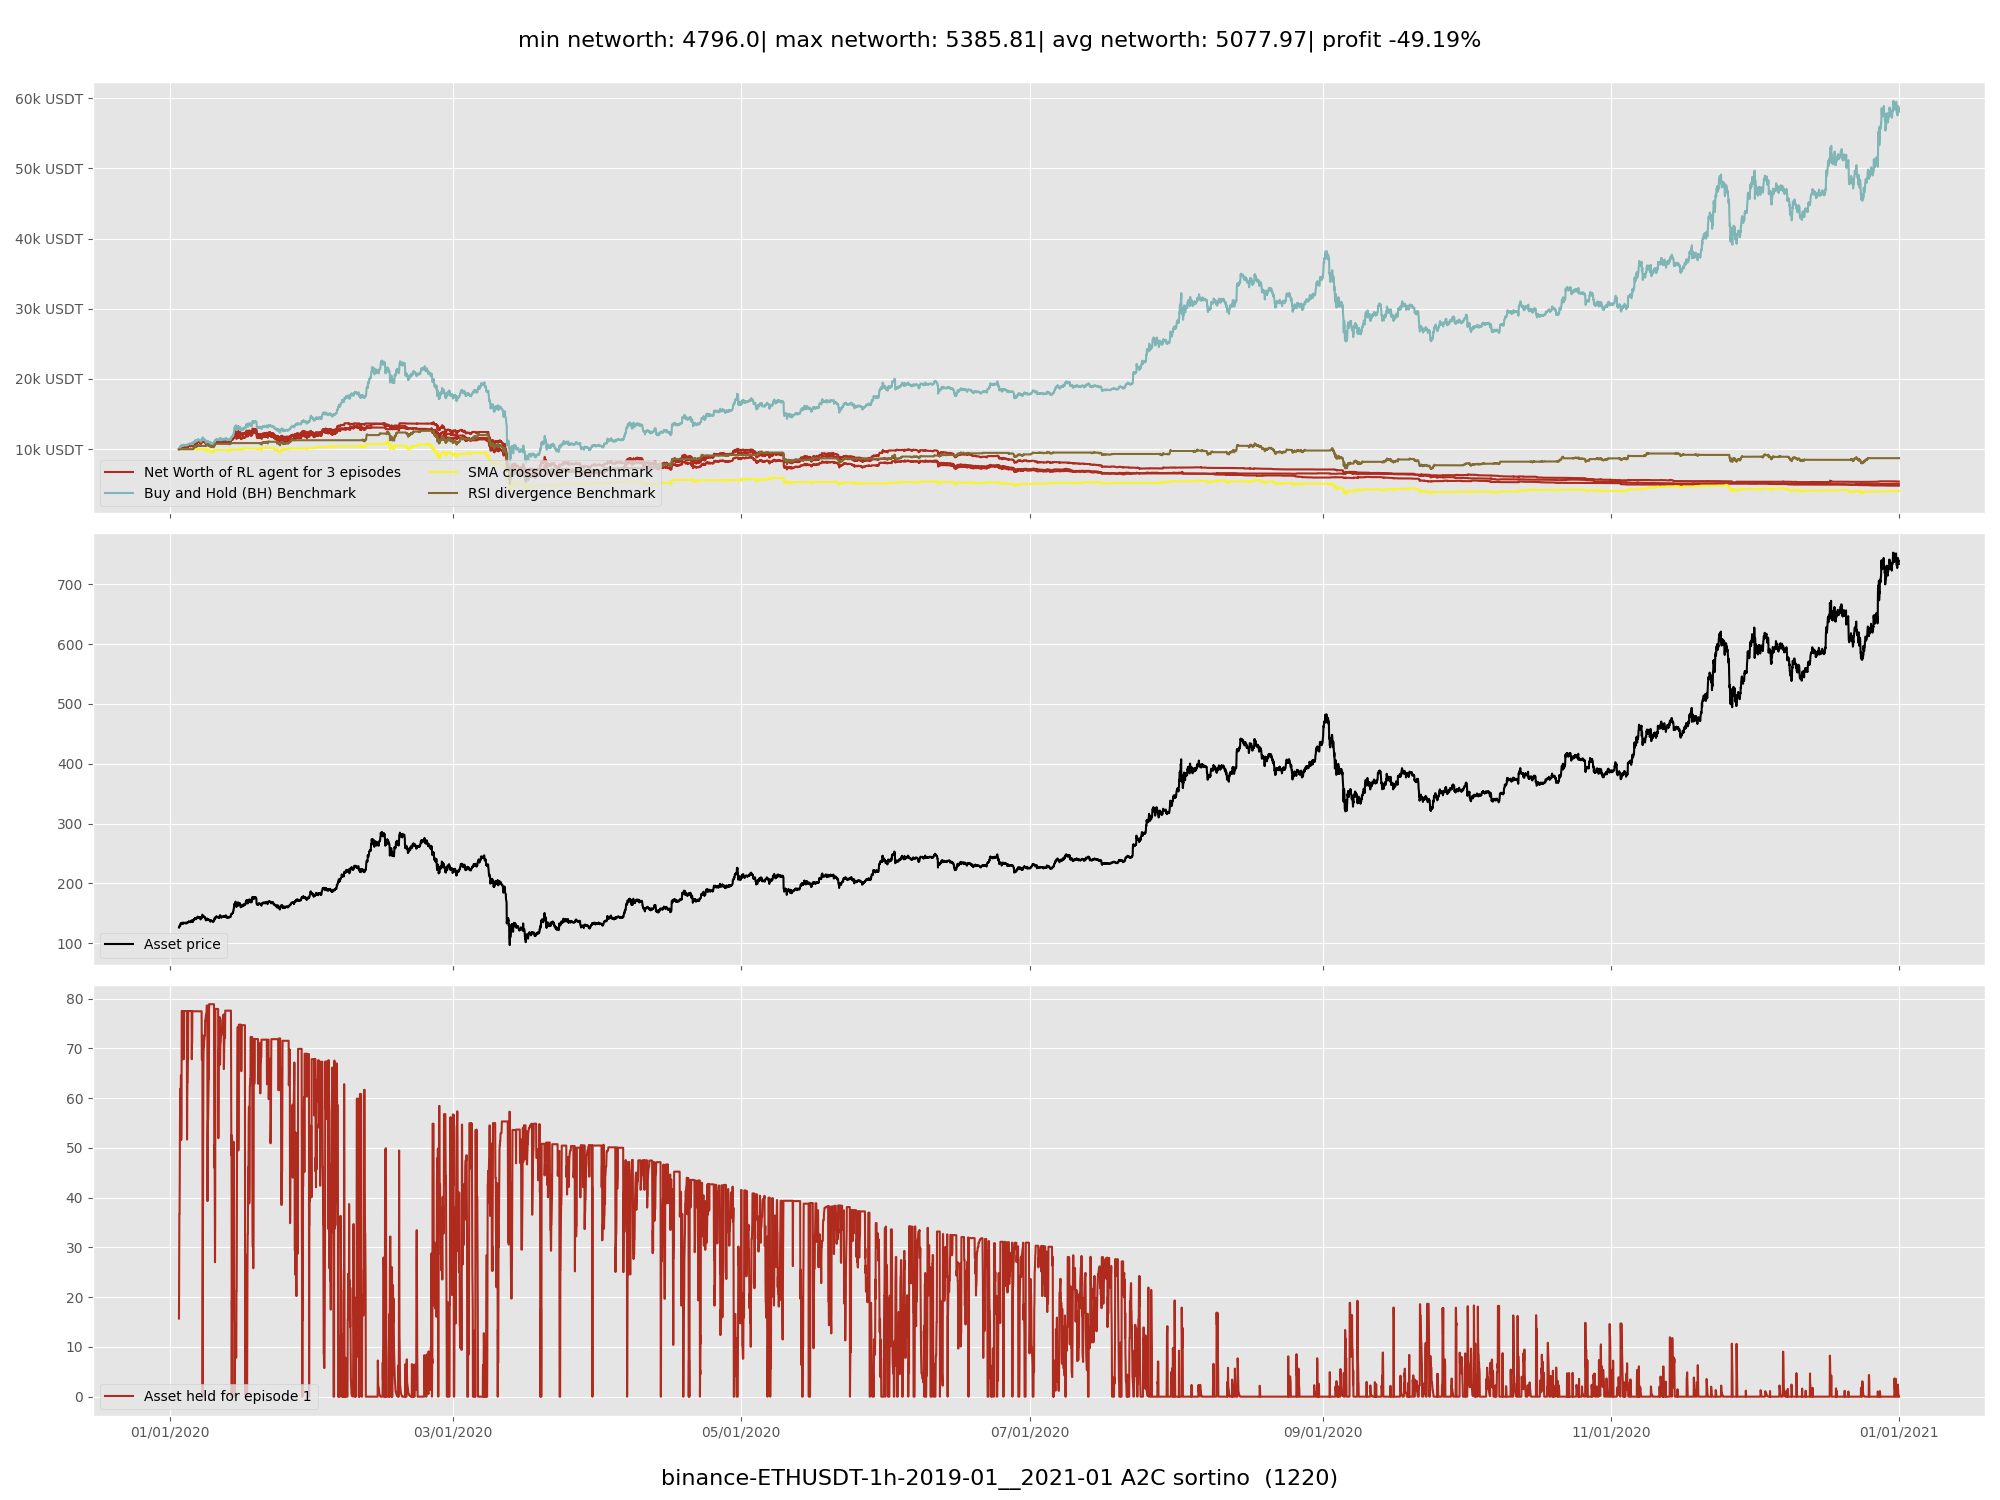 min networth: 4796.0| max networth: 5385.81| avg networth: 5077.97| profit -49.19%
60k USDT
50k USDT
40k USDT
30k USDT
20k USDT
10k USDT
Net Worth of RL agent for 3 episodes
Buy and Hold (BH) Benchmark
SMA crossover Benchmark
RSI divergence Benchmark
700
600
500
400
300
200
100
Asset price
80
70
60
50
40
30
20
10
0
Asset held for episode 1
01/01/2020 03/01/2020 05/01/2020 07/01/2020 09/01/2020 11/01/2020 01/01/2021
binance-ETHUSDT-1h-2019-01__2021-01 A2C sortino (1220)